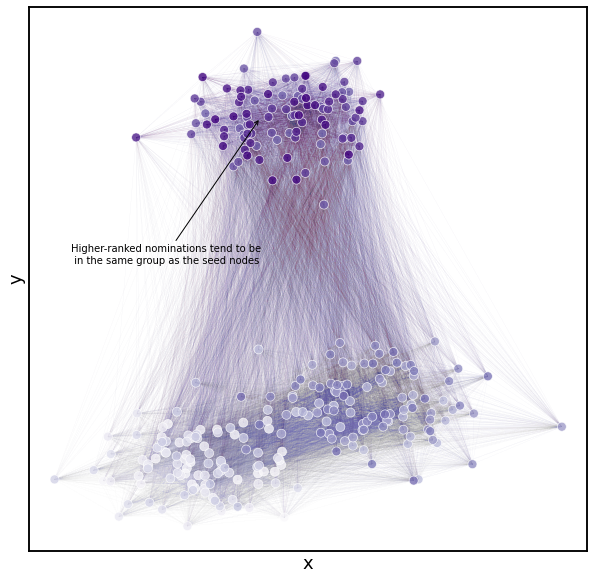 Higher-ranked nominations tend to be
in the same group as the seed nodes
y
x